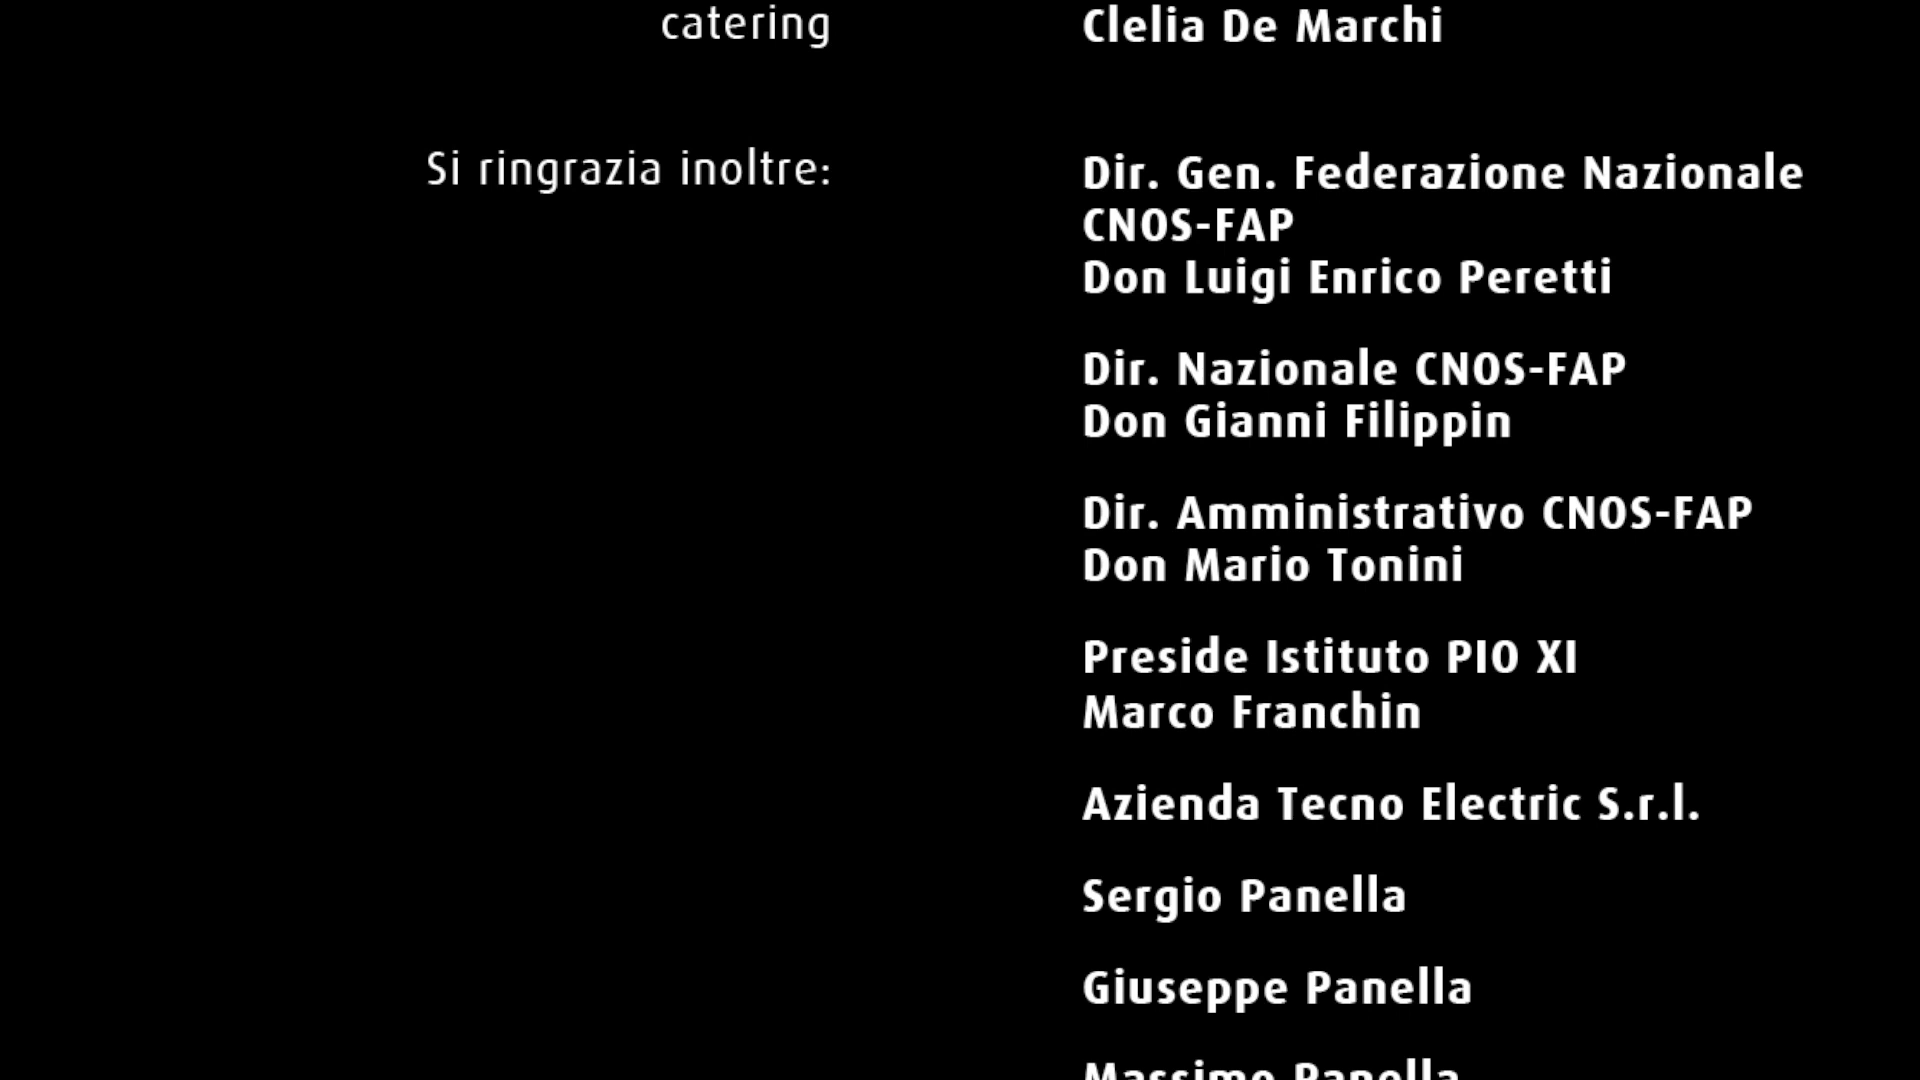 catering Clelia De Marchi
Si ringrazia inoltre: Dir. Gen. Federazione Nazionale
CNOS-FAP
Don Luigi Enrico Peretti
Dir. Nazionale CNOS-FAP
Don Gianni Filippin
Dir. Amministrativo CNOS-FAP
Don Mario Tonini
Preside Istituto PIO XI
Marco Franchin
Azienda Tecno Electric S.r.l.
Sergio Panella
Giuseppe Panella
Massimo Panella